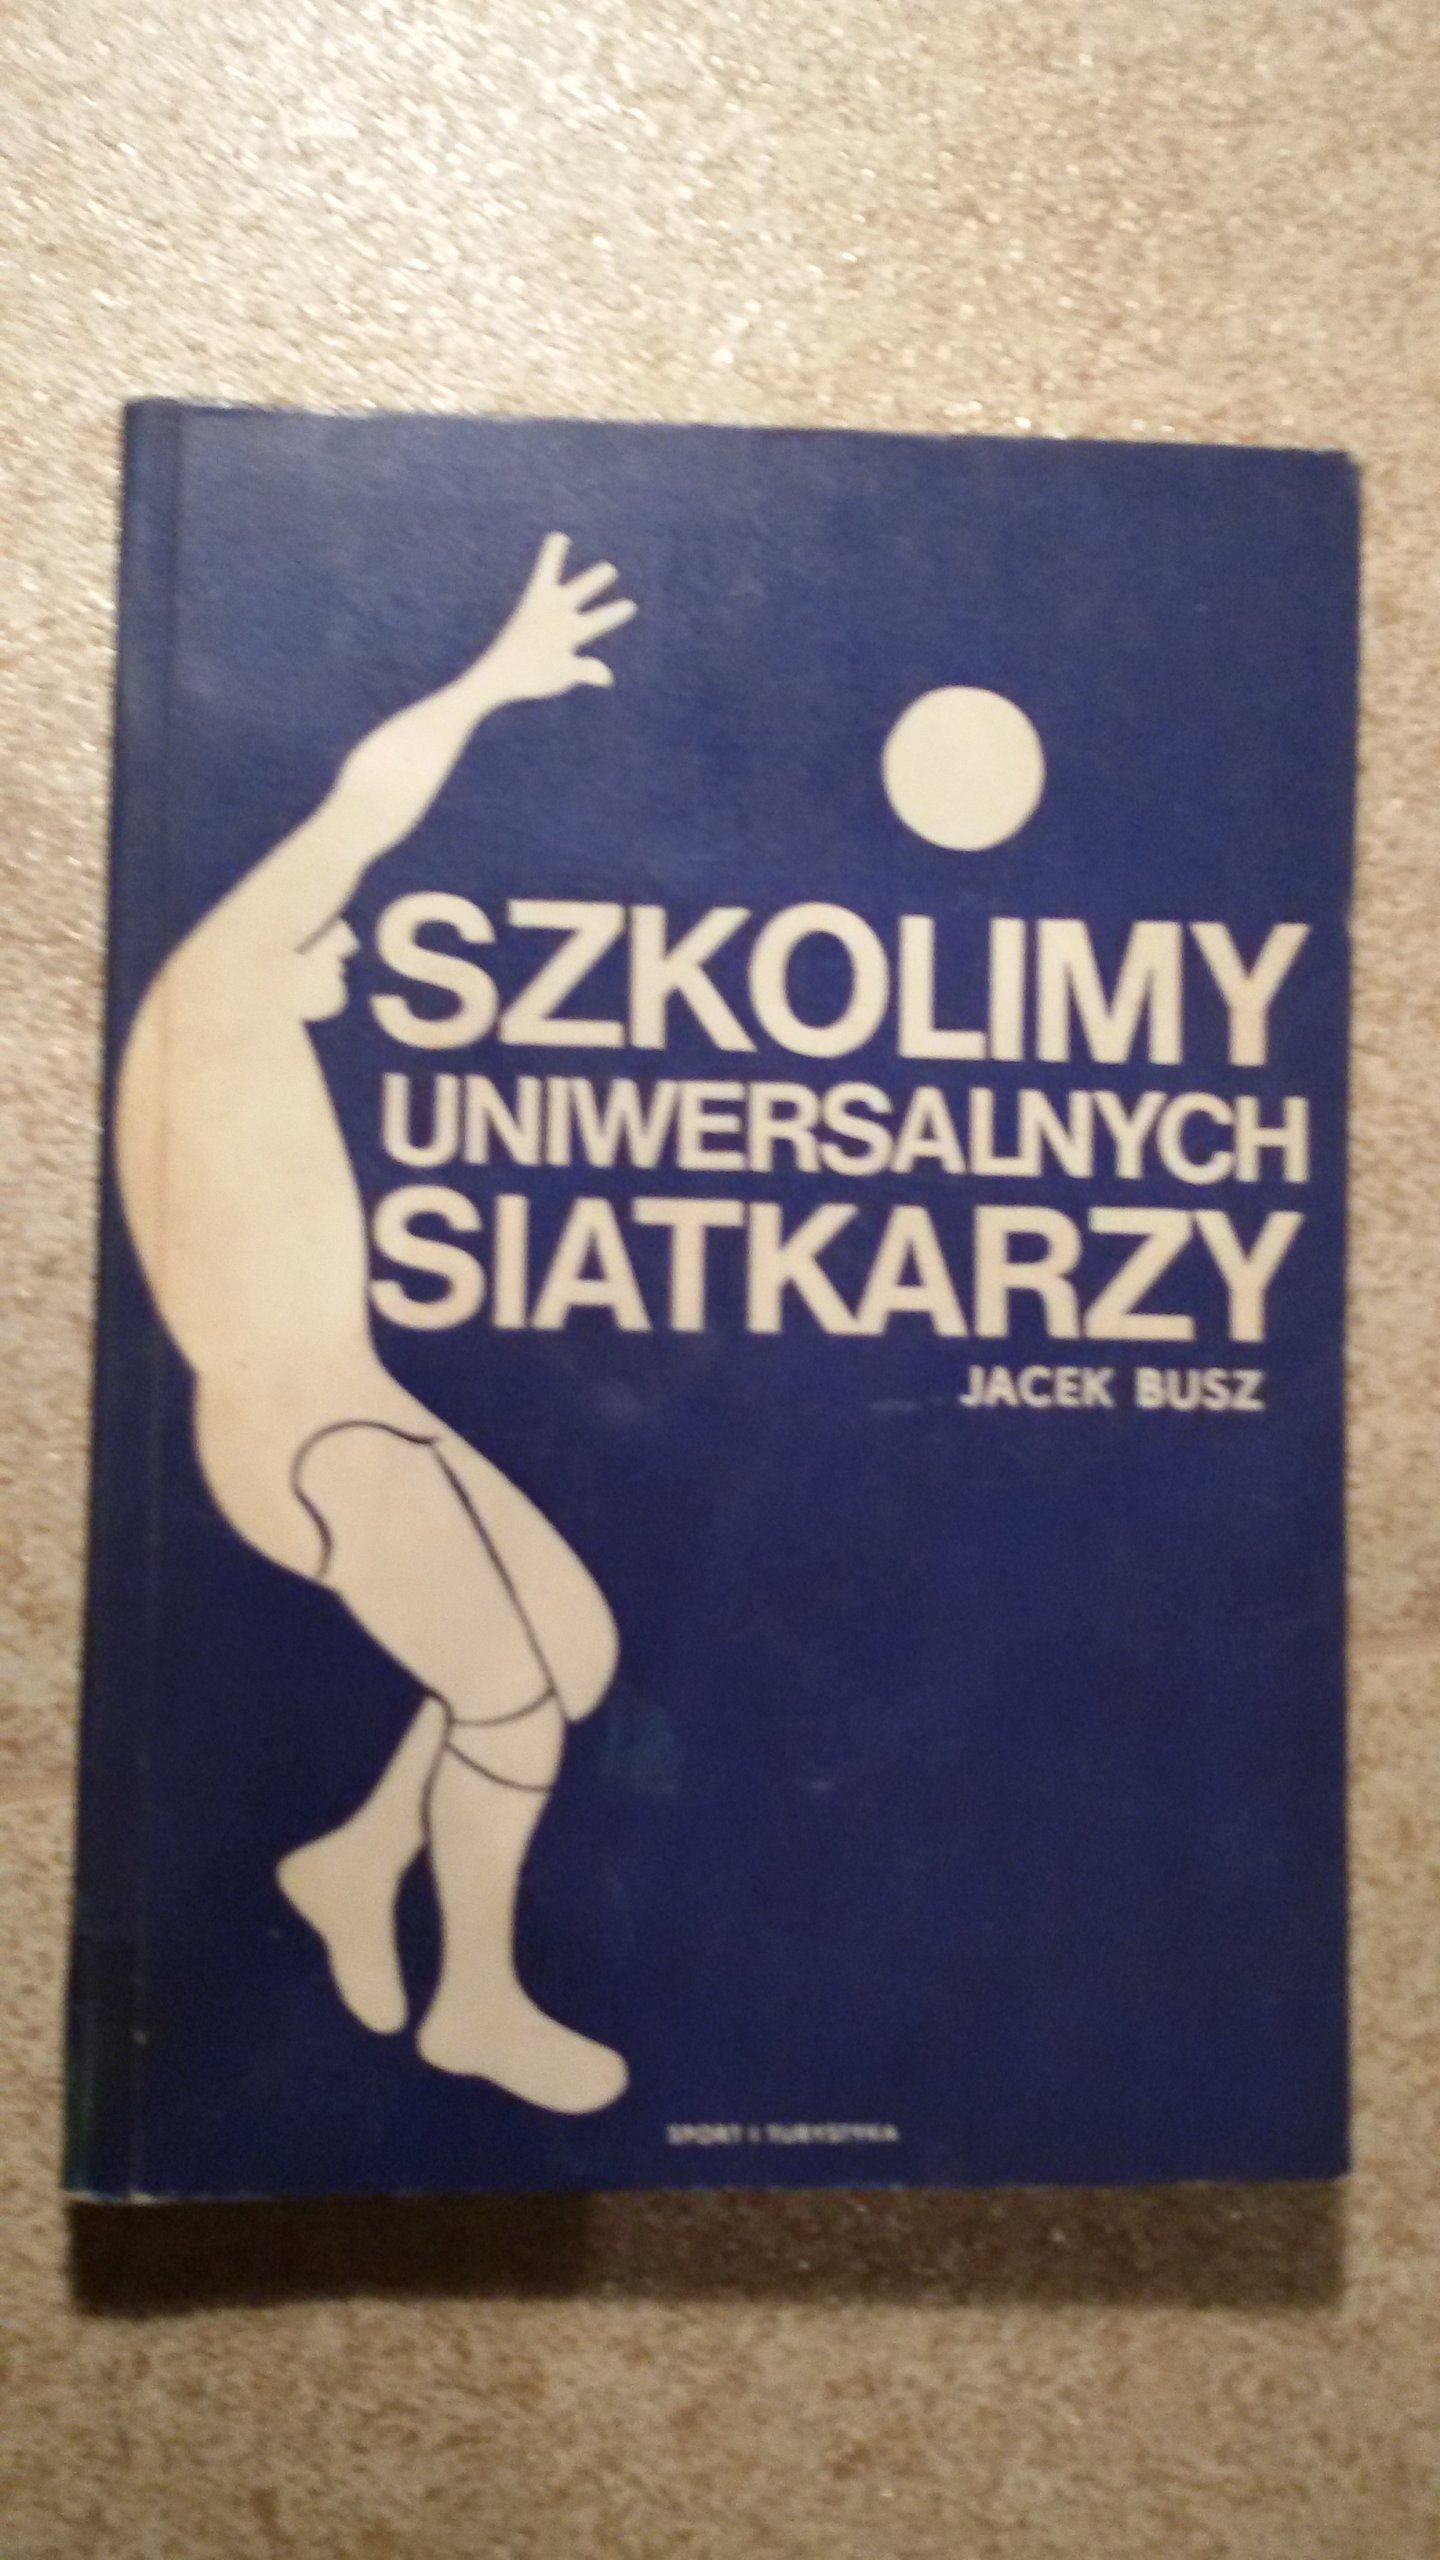 SZKOLIMY
UNIWERSALNYCH
SIATKARZY
JACEK BUSZ
SPORT I TURYSTYKA